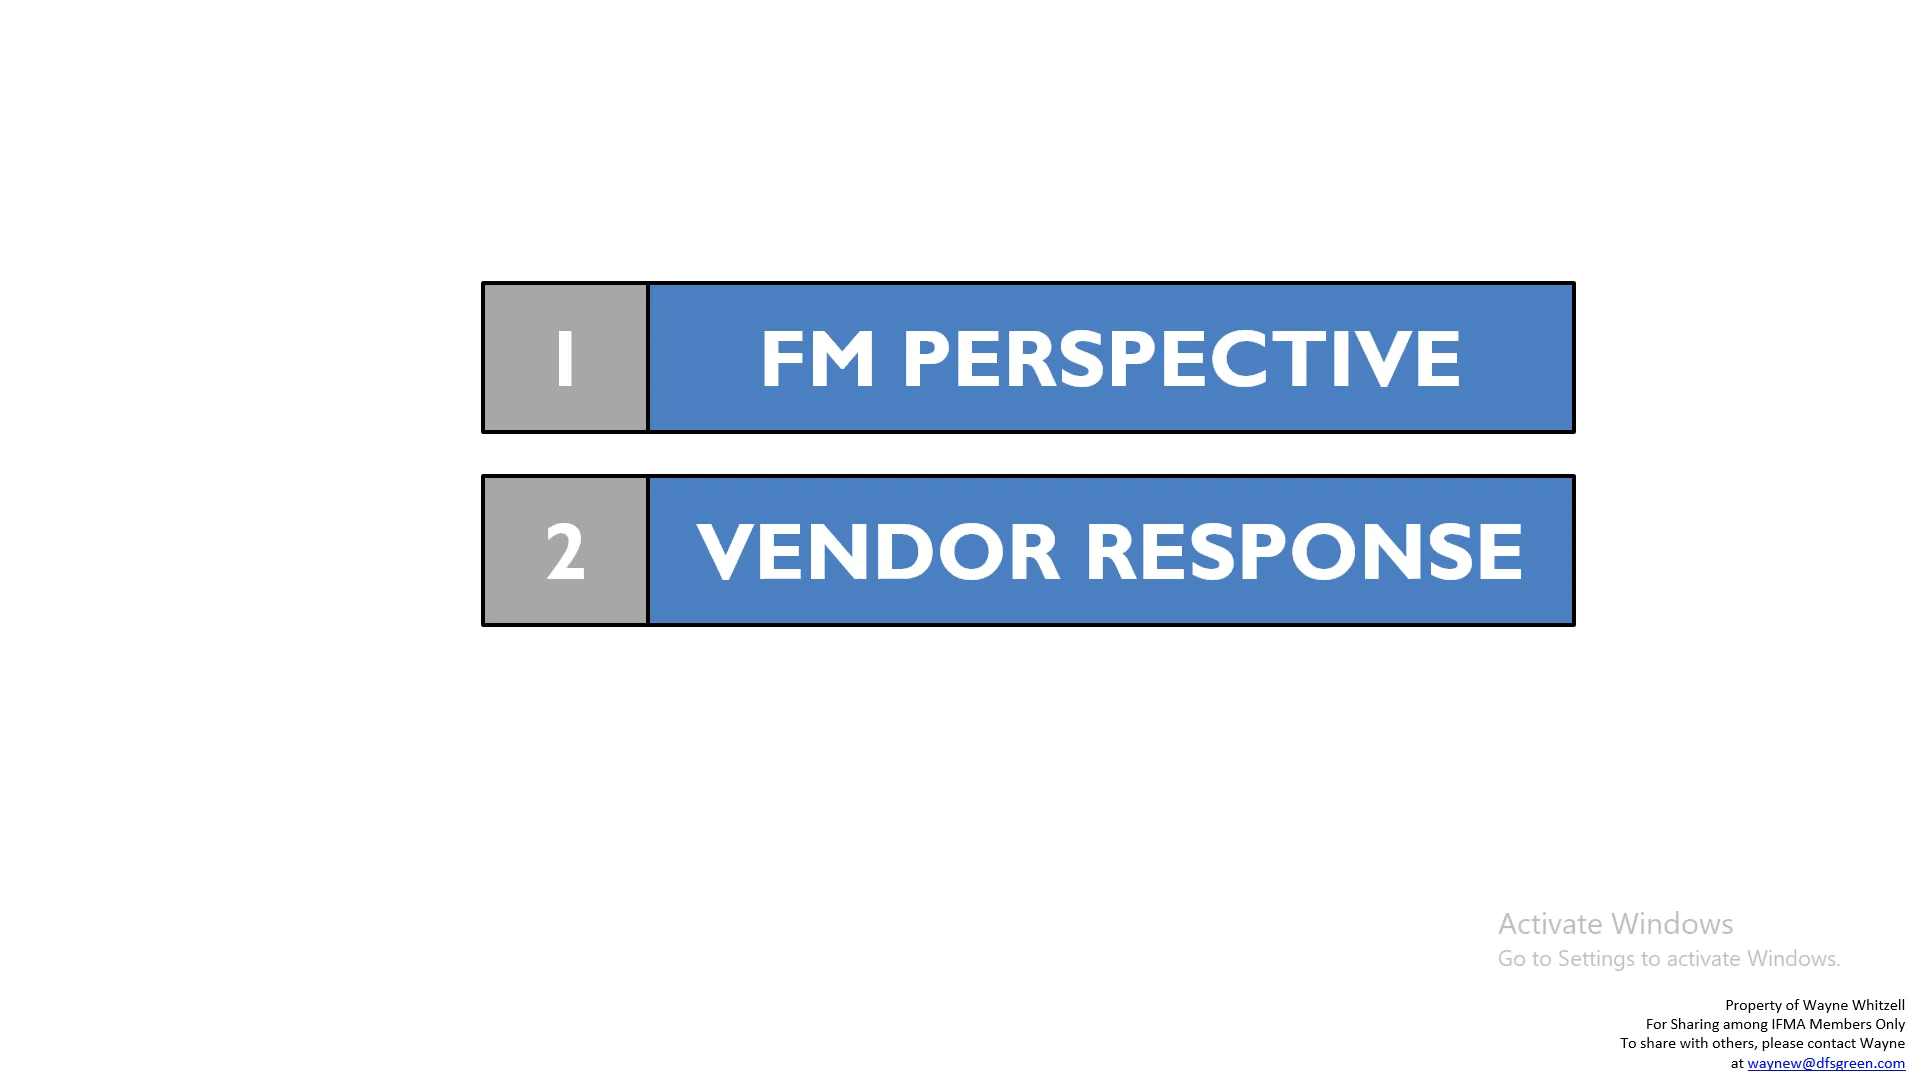 1 FM PERSPECTIVE
2 VENDOR RESPONSE
Activate Windows
Go to Settings to activate Windows.
Property of Wayne Whitzell
For Sharing among IFMA Members Only
To share with others, please contact Wayne
at waynew@dfsgreen.com